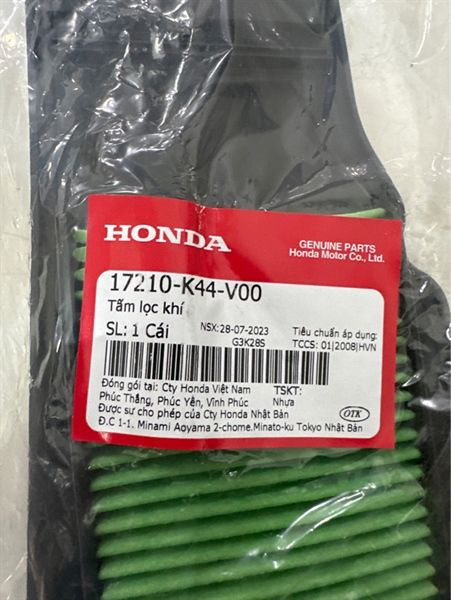 HONDA
GENUINE PARTS
Honda Motor Co., Ltd.
17210-K44-V00
Tấm lọc khí
SL: 1 Cái
NSX:28-07-2023
G3K28S
Tiêu chuẩn áp dụng:
TCCS: 01|2008|HVN
Đóng gói tại: Cty Honda Việt Nam
TSKT:
Phúc Thắng, Phúc Yên, Vĩnh Phúc
Nhựa
Được sư cho phép của Cty Honda Nhật Bản
OTK
Đ.C 1-1. Minami Aoyama 2-chome.Minato-ku Tokyo Nhật Bản